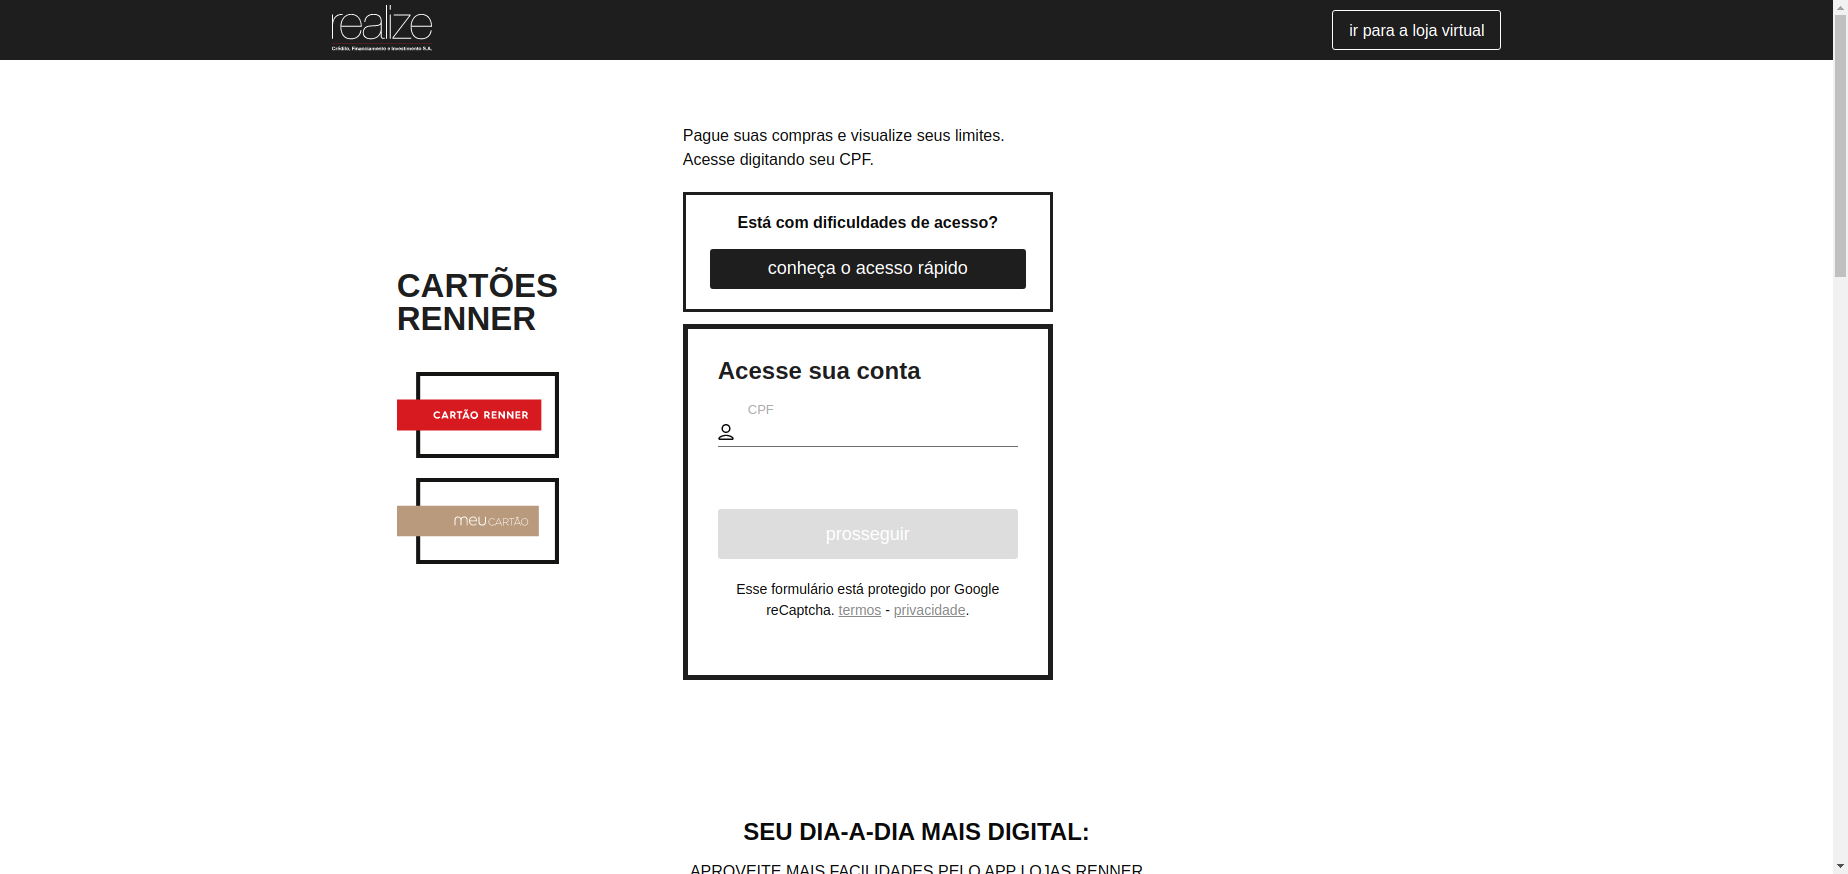 realize
Crédito, Financiamento e Investimento S.A.
ir para a loja virtual
Pague suas compras e visualize seus limites.
Acesse digitando seu CPF.
Está com dificuldades de acesso?
conheça o acesso rápido
CARTÕES
RENNER
CARTÃO RENNER
meu CARTÃO
Acesse sua conta
CPF
prosseguir
Esse formulário está protegido por Google
reCaptcha. termos - privacidade.
SEU DIA-A-DIA MAIS DIGITAL:
APROVEITE MAIS FACILIDADES PELO APP LOJAS RENNER